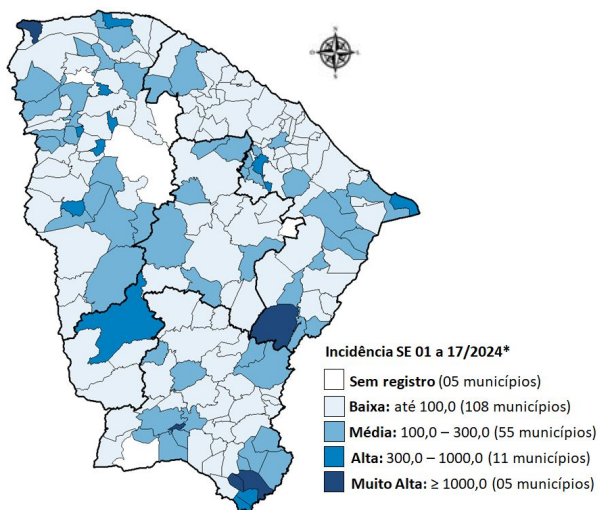 N
L
S
Incidência SE 01 a 17/2024*
Sem registro (05 municípios)
Baixa: até 100,0 (108 municípios)
Média: 100,0 – 300,0 (55 municípios)
Alta: 300,0 – 1000,0 (11 municípios)
Muito Alta: ≥ 1000,0 (05 municípios)